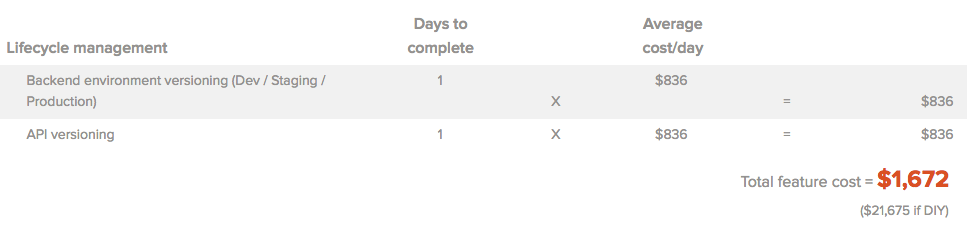 Lifecycle management Days to complete Average cost/day
Backend environment versioning (Dev / Staging / Production) 1 X $836 = $836
API versioning 1 X $836 = $836
Total feature cost = $1,672
($21,675 if DIY)